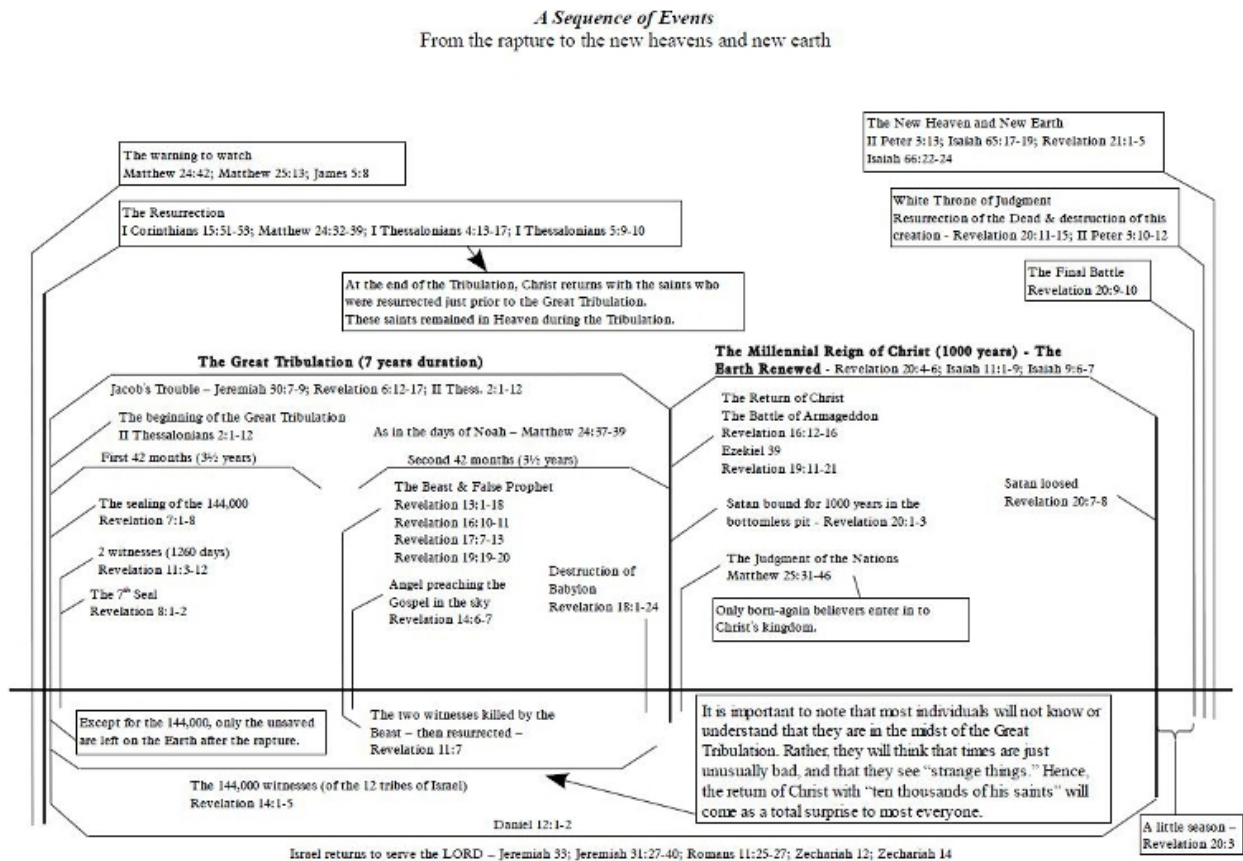 A Sequence of Events
From the rapture to the new heavens and new earth
The New Heaven and New Earth
II Peter 3:13; Isaiah 65:17-19; Revelation 21:1-5
Isaiah 66:22-24
The warning to watch
Matthew 24:42; Matthew 25:13; James 5:8
White Throne of Judgment
Resurrection of the Dead & destruction of this
creation - Revelation 20:11-15; II Peter 3:10-12
The Resurrection
I Corinthians 15:51-53; Matthew 24:32-39; I Thessalonians 4:13-17; I Thessalonians 5:9-10
The Final Battle
Revelation 20:9-10
At the end of the Tribulation, Christ returns with the saints who
were resurrected just prior to the Great Tribulation.
These saints remained in Heaven during the Tribulation.
The Great Tribulation (7 years duration)
Jacob's Trouble – Jeremiah 30:7-9; Revelation 6:12-17; II Thess. 2:1-12
The beginning of the Great Tribulation
II Thessalonians 2:1-12
As in the days of Noah – Matthew 24:37-39
First 42 months (3½ years)
Second 42 months (3½ years)
The sealing of the 144,000
Revelation 7:1-8
2 witnesses (1260 days)
Revelation 11:3-12
The 7th Seal
Revelation 8:1-2
The Beast & False Prophet
Revelation 13:1-18
Revelation 16:10-11
Revelation 17:7-13
Revelation 19:19-20
Angel preaching the
Gospel in the sky
Revelation 14:6-7
Destruction of
Babylon
Revelation 18:1-24
The Millennial Reign of Christ (1000 years) - The
Earth Renewed - Revelation 20:4-6; Isaiah 11:1-9; Isaiah 9:6-7
The Return of Christ
The Battle of Armageddon
Revelation 16:12-16
Ezekiel 39
Revelation 19:11-21
Satan loosed
Revelation 20:7-8
Satan bound for 1000 years in the
bottomless pit - Revelation 20:1-3
The Judgment of the Nations
Matthew 25:31-46
Only born-again believers enter in to
Christ's kingdom.
Except for the 144,000, only the unsaved
are left on the Earth after the rapture.
The two witnesses killed by the
Beast – then resurrected –
Revelation 11:7
It is important to note that most individuals will not know or
understand that they are in the midst of the Great
Tribulation. Rather, they will think that times are just
unusually bad, and that they see “strange things.” Hence,
the return of Christ with “ten thousands of his saints” will
come as a total surprise to most everyone.
The 144,000 witnesses (of the 12 tribes of Israel)
Revelation 14:1-5
Daniel 12:1-2
A little season –
Revelation 20:3
Israel returns to serve the LORD – Jeremiah 33; Jeremiah 31:27-40; Romans 11:25-27; Zechariah 12; Zechariah 14